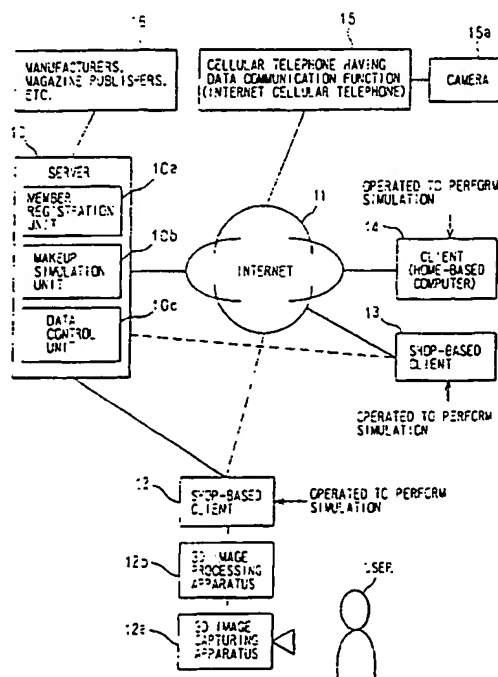 16
MANUFACTURERS,
MAGAZINE PUBLISHERS,
ETC.
15
CELLULAR TELEPHONE HAVING
DATA COMMUNICATION FUNCTION
(INTERNET CELLULAR TELEPHONE)
15a
CAMERA
10
SERVER
10a
MEMBER
REGISTRATION
UNIT
10b
MAKEUP
SIMULATION
UNIT
10c
DATA
CONTROL
UNIT
11
INTERNET
OPERATED TO PERFORM
SIMULATION
14
CLIENT
(HOME-BASED
COMPUTER)
13
SHOP-BASED
CLIENT
OPERATED TO PERFORM
SIMULATION
12
SHOP-BASED
CLIENT
OPERATED TO PERFORM
SIMULATION
12b
3D IMAGE
PROCESSING
APPARATUS
12a
3D IMAGE
CAPTURING
APPARATUS
USER